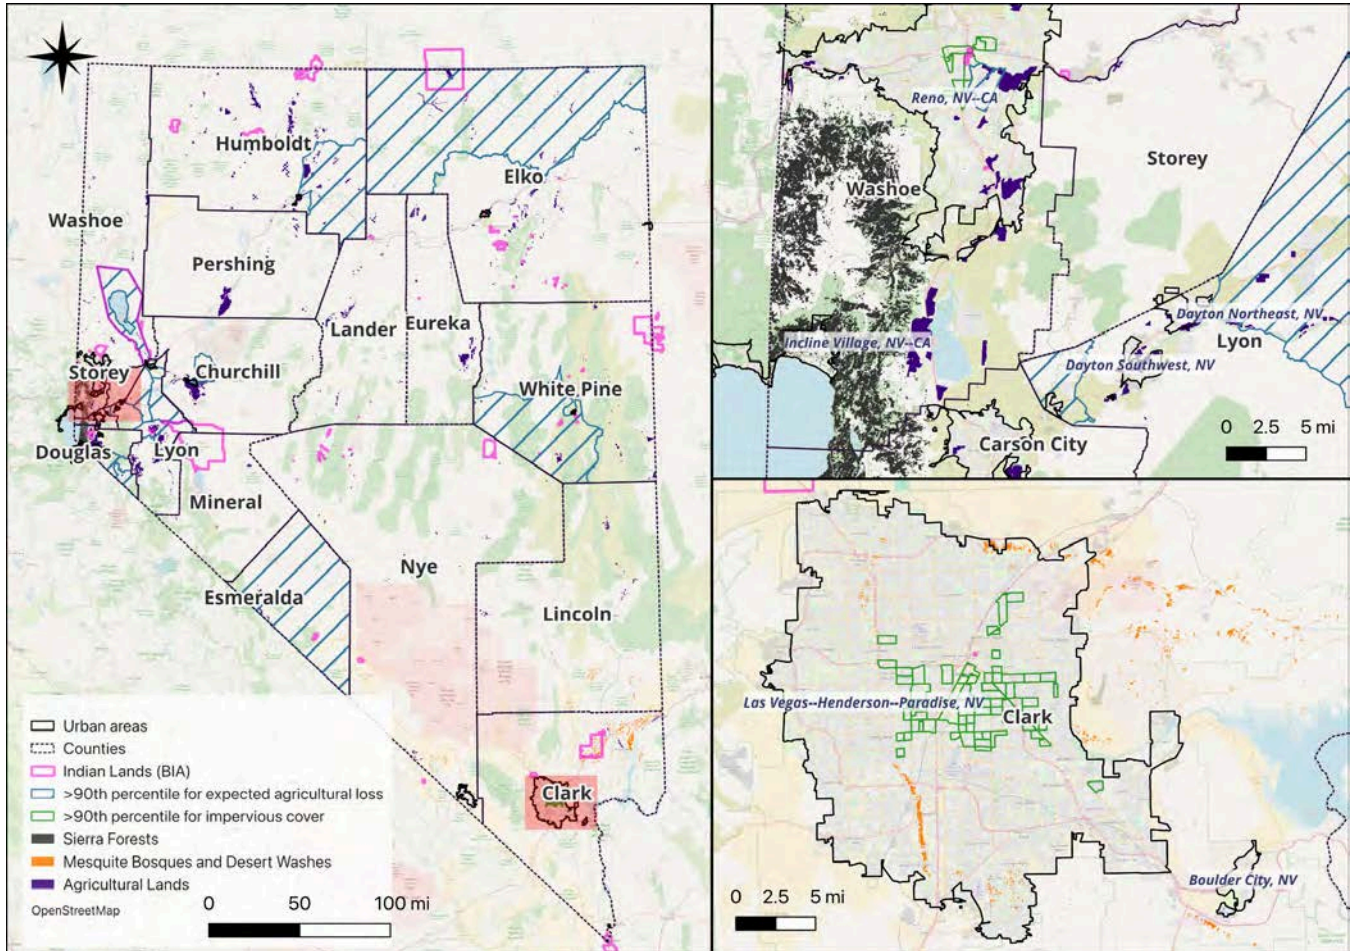 Humboldt
Elko
Washoe
Pershing
Lander
Eureka
Storey
Churchill
White Pine
Douglas
Lyon
Mineral
Nye
Esmeralda
Lincoln
Clark
Urban areas
Counties
Indian Lands (BIA)
>90th percentile for expected agricultural loss
>90th percentile for impervious cover
Sierra Forests
Mesquite Bosques and Desert Washes
Agricultural Lands
OpenStreetMap
0 50 100 mi
Reno, NV--CA
Storey
Washoe
Dayton Northeast, NV
Incline Village, NV--CA
Lyon
Dayton Southwest, NV
Carson City
0 2.5 5 mi
Las Vegas--Henderson--Paradise, NV
Clark
Boulder City, NV
0 2.5 5 mi